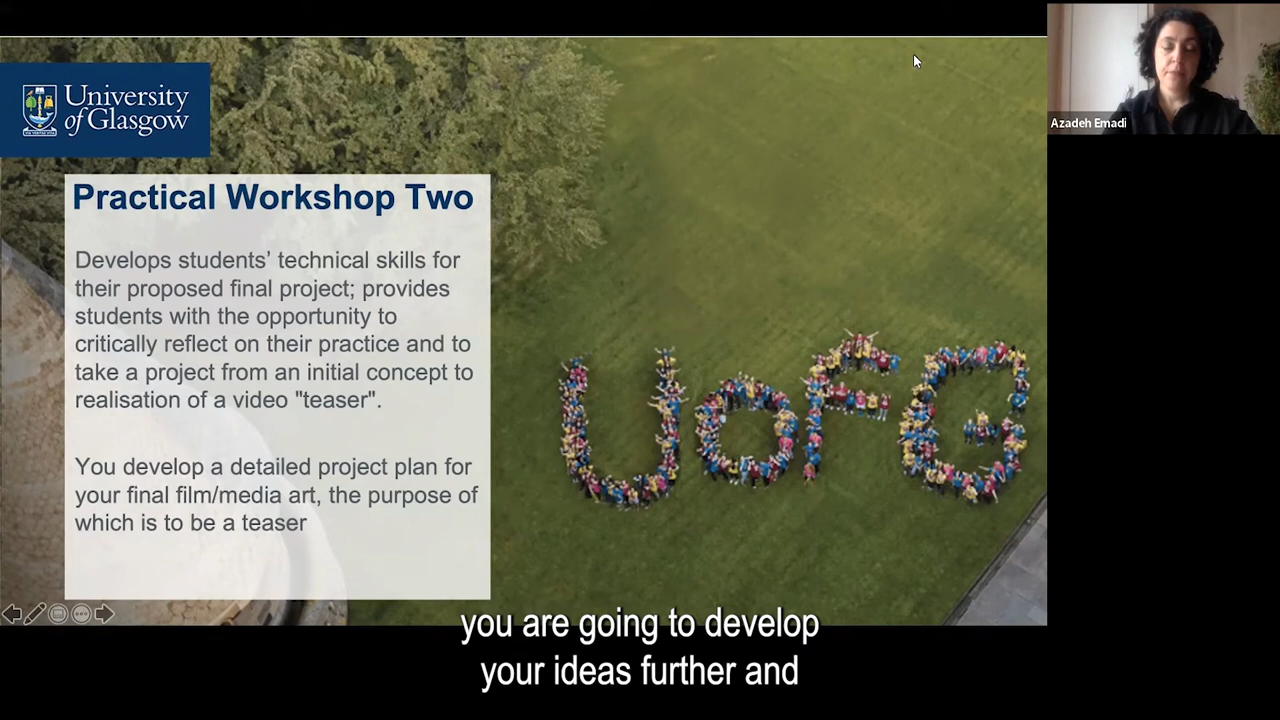 University
of Glasgow
Azadeh Emadi
Practical Workshop Two
Develops students' technical skills for
their proposed final project; provides
students with the opportunity to
critically reflect on their practice and to
take a project from an initial concept to
realisation of a video "teaser".
You develop a detailed project plan for
your final film/media art, the purpose of
which is to be a teaser
UofG
you are going to develop
your ideas further and